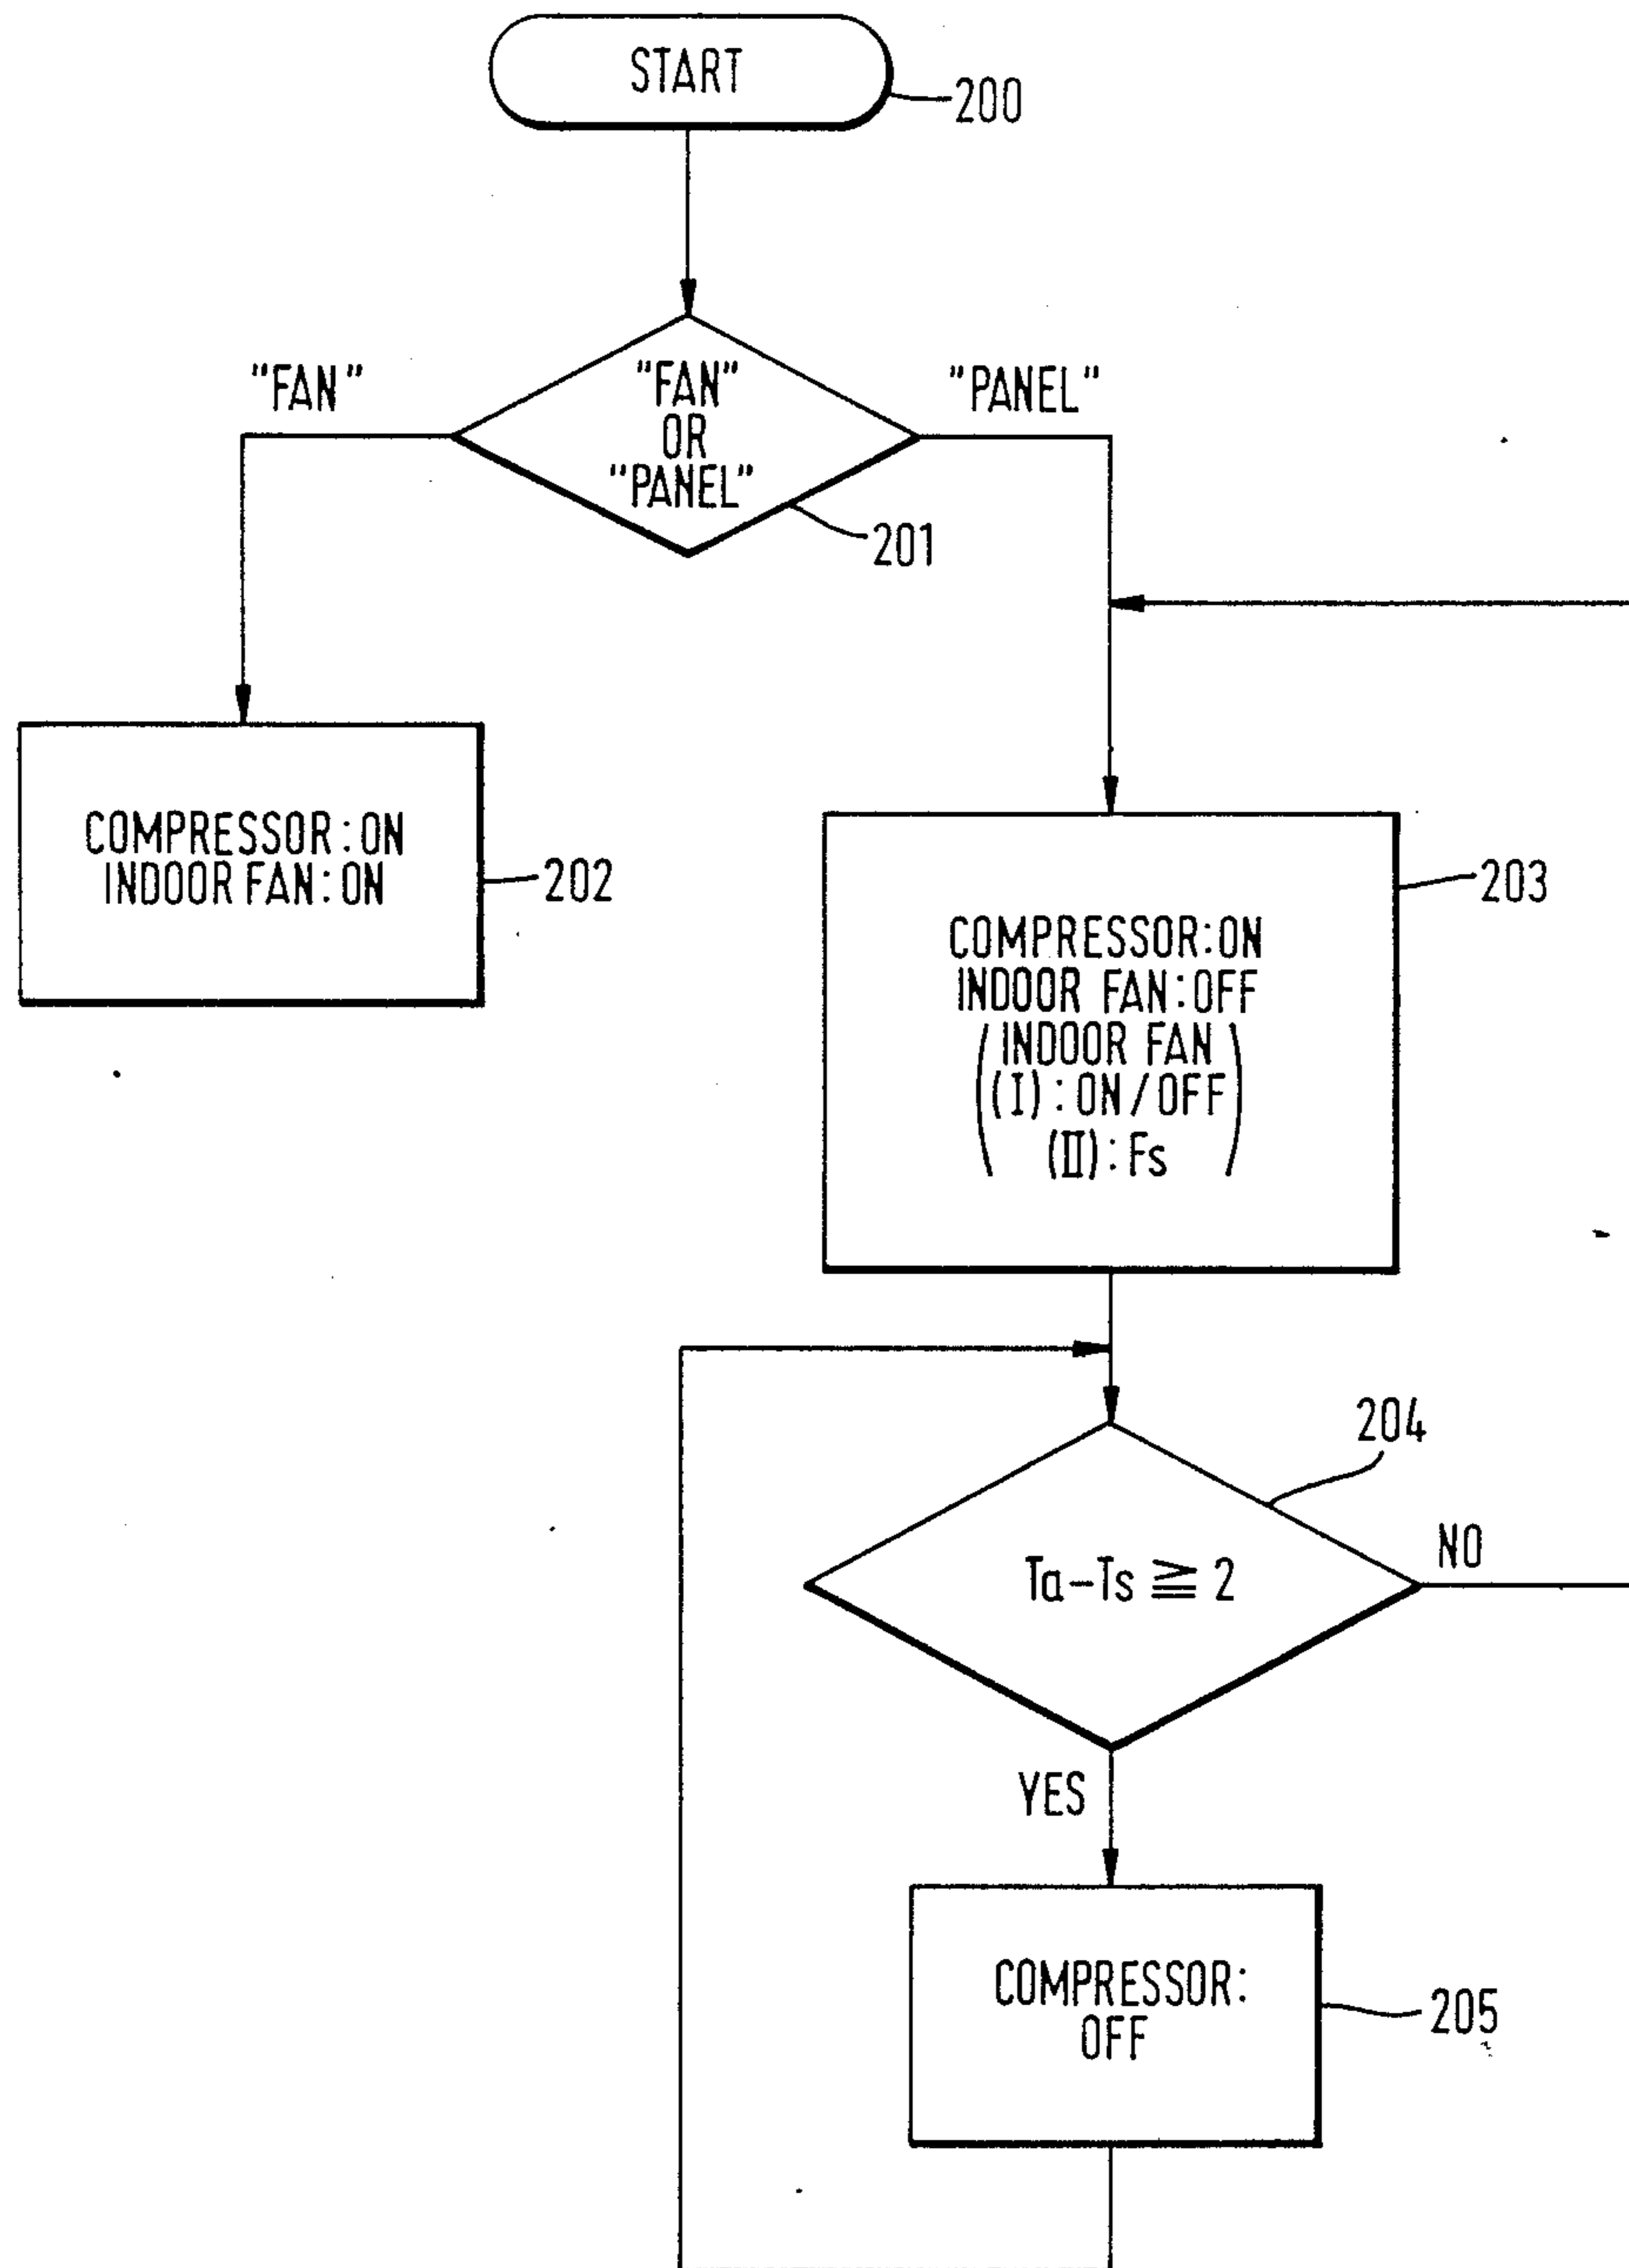 START
200
"FAN"
"FAN"
OR
"PANEL"
"PANEL"
201
COMPRESSOR:ON
INDOOR FAN:ON
202
COMPRESSOR:ON
INDOOR FAN:OFF
(INDOOR FAN
(I):ON/OFF
(II):Fs)
203
204
Ta-Ts ≧ 2
NO
YES
COMPRESSOR:
OFF
205